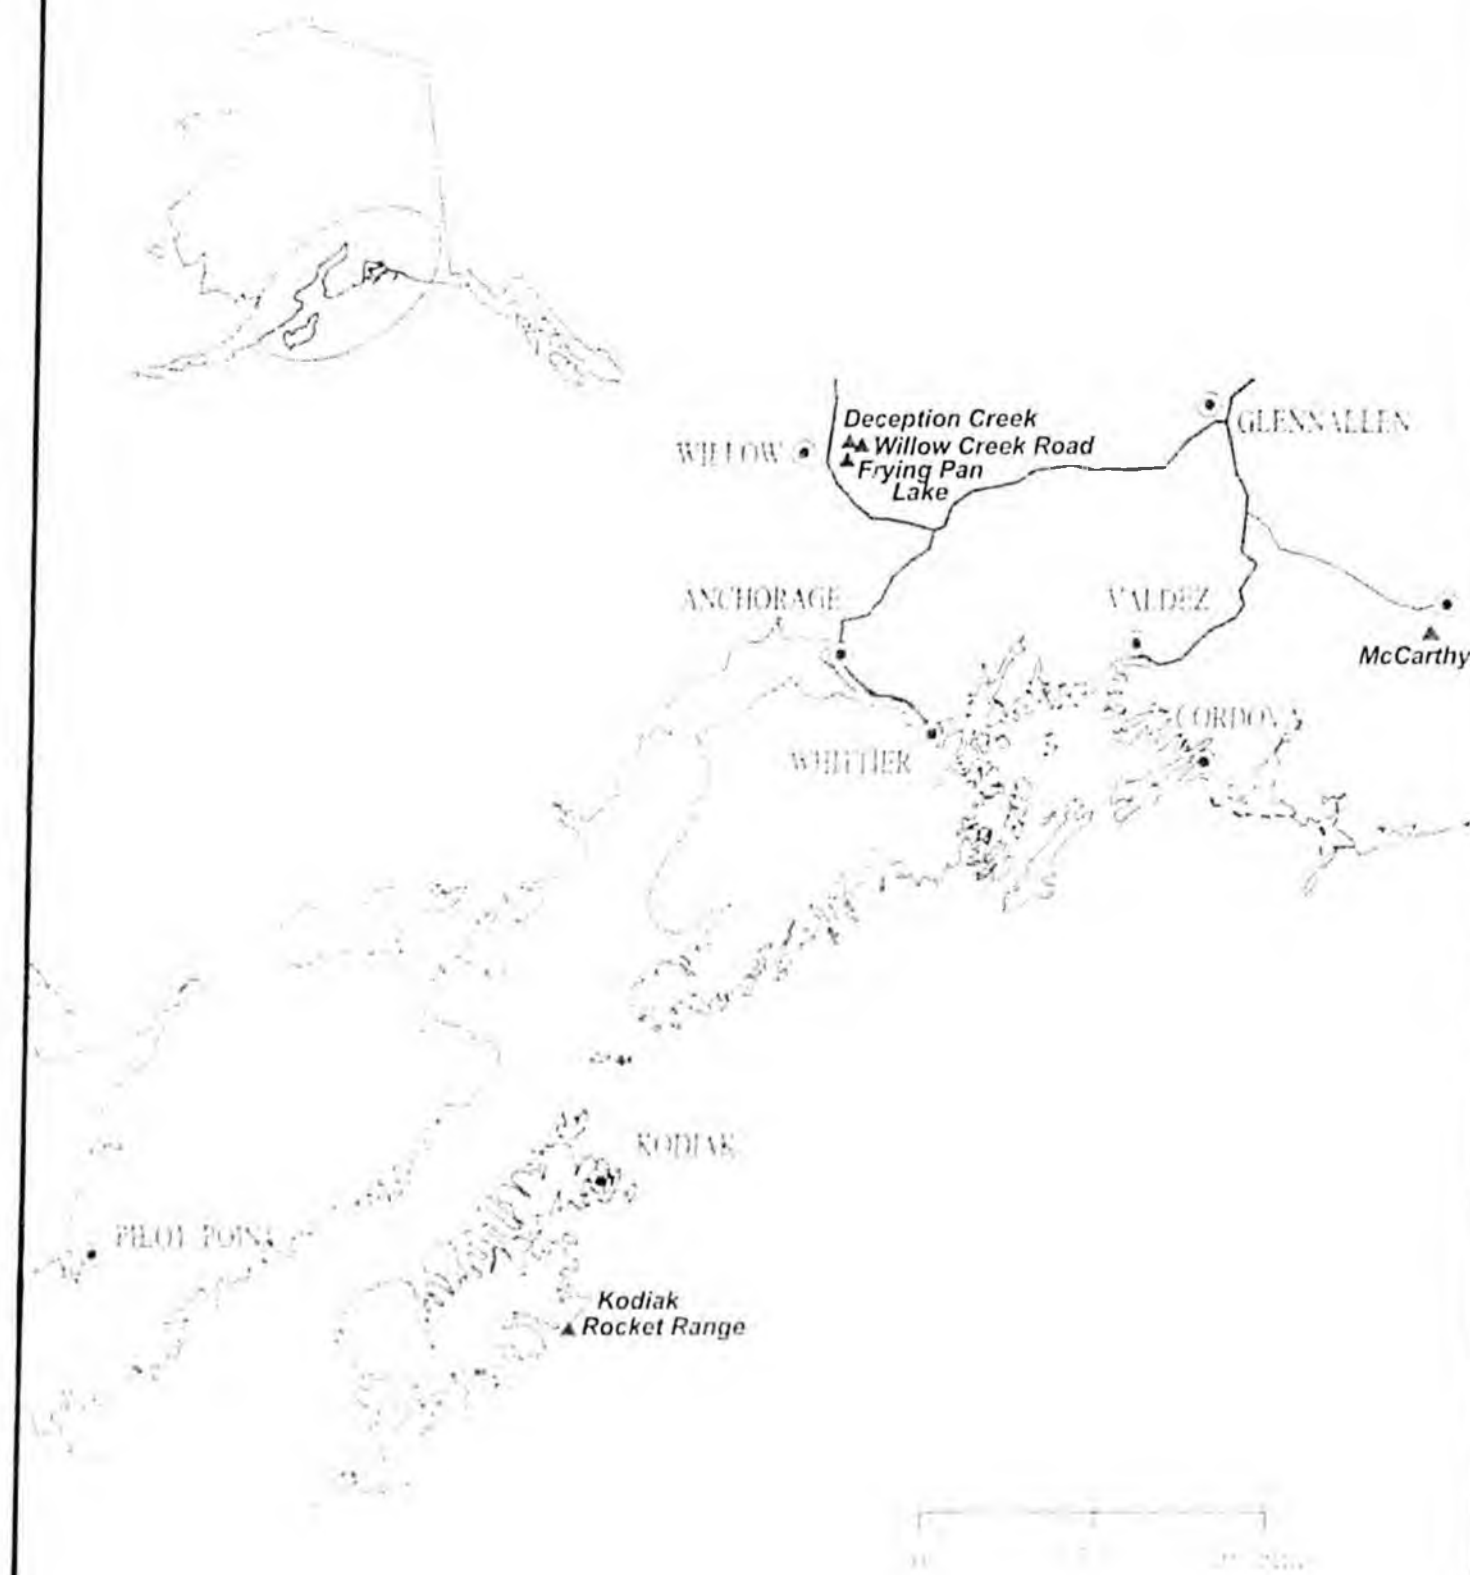 Deception Creek
GLENNALLEN
WILLOW
Willow Creek Road
Frying Pan
Lake
ANCHORAGE
VALDEZ
McCarthy
CORDOVA
WHITTIER
KODIAK
PILOT POINT
Kodiak
Rocket Range